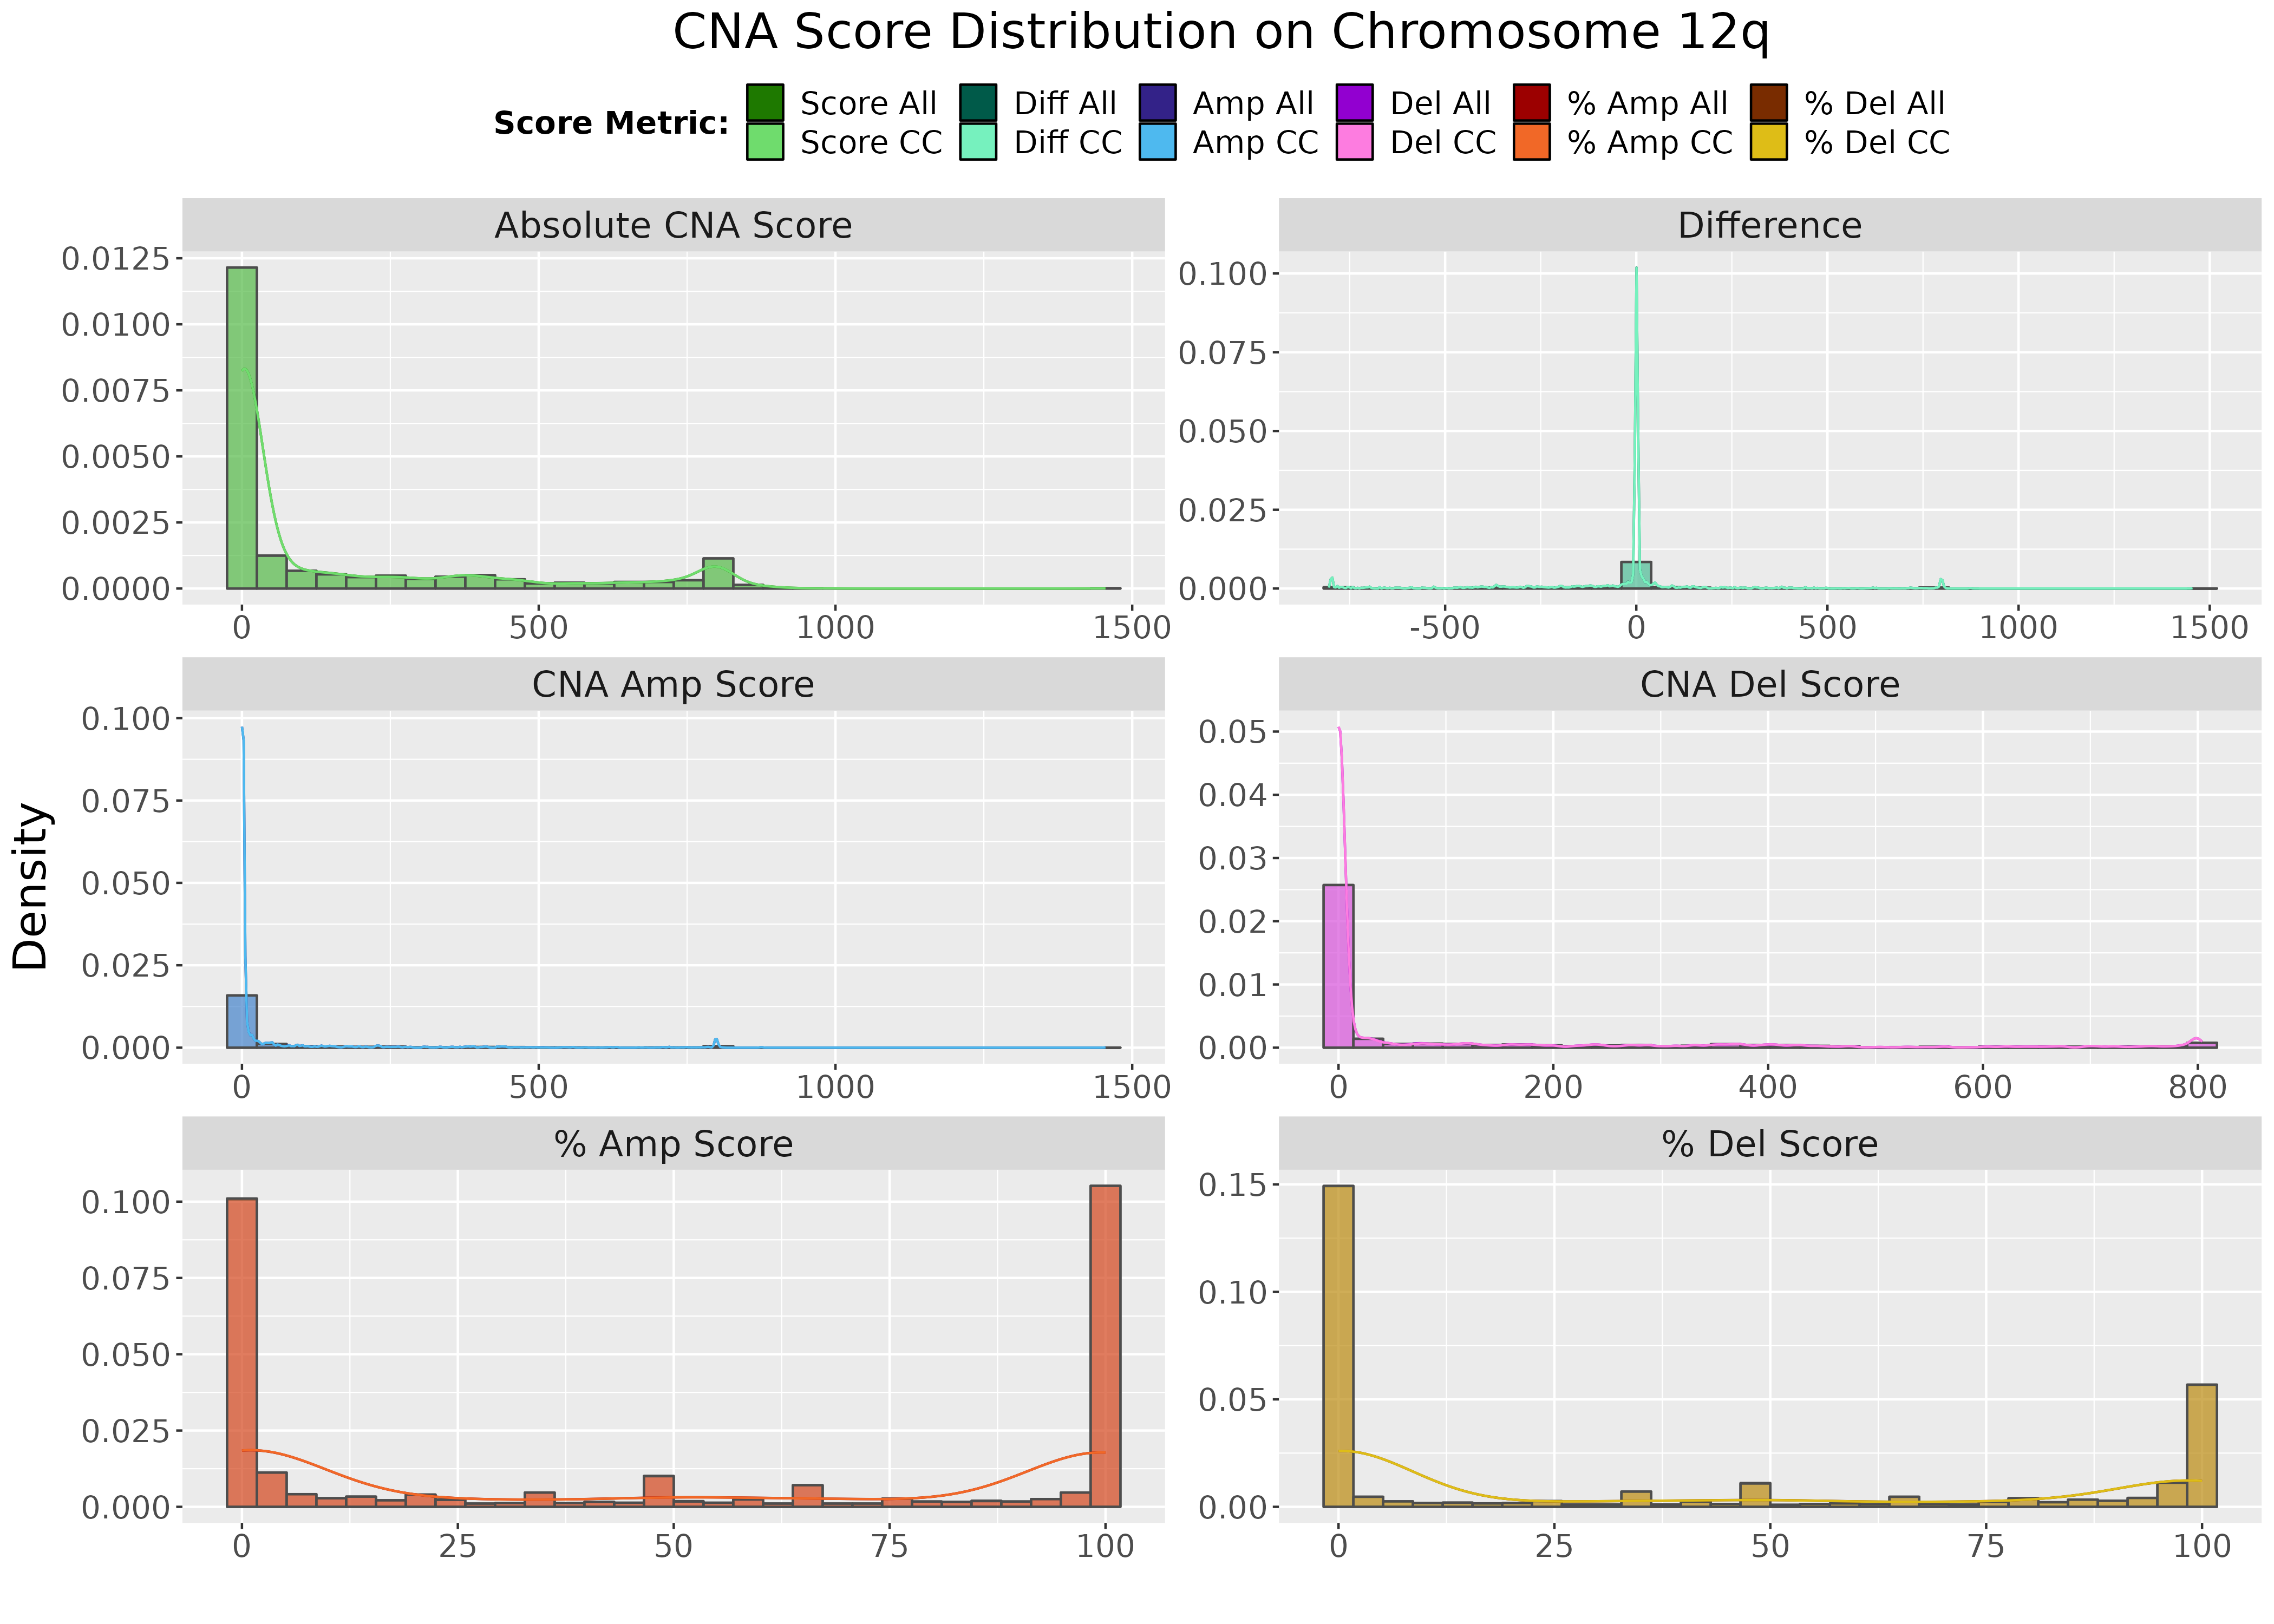 CNA Score Distribution on Chromosome 12q
Score Metric:
Score All Diff All Amp All Del All % Amp All % Del All
Score CC Diff CC Amp CC Del CC % Amp CC % Del CC
Absolute CNA Score
0.0125
0.0100
0.0075
0.0050
0.0025
0.0000
0 500 1000 1500
Difference
0.100
0.075
0.050
0.025
0.000
-500 0 500 1000 1500
Density
CNA Amp Score
0.100
0.075
0.050
0.025
0.000
0 500 1000 1500
CNA Del Score
0.05
0.04
0.03
0.02
0.01
0.00
0 200 400 600 800
% Amp Score
0.100
0.075
0.050
0.025
0.000
0 25 50 75 100
% Del Score
0.15
0.10
0.05
0.00
0 25 50 75 100